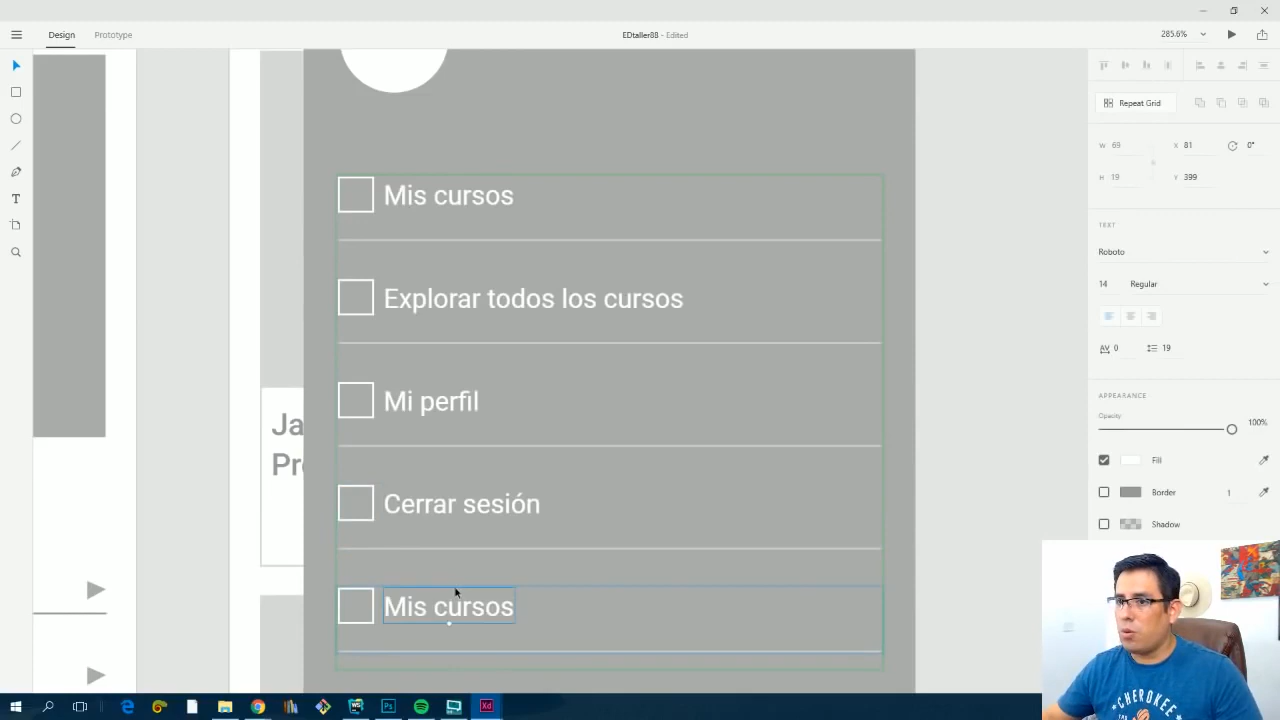 Design Prototype EDtaller88 - Edited 285.6%
Repeat Grid
W 69 X 81 0°
H 19 Y 399
TEXT
Roboto
14 Regular
0 19
APPEARANCE
Opacity
100%
Fill
Border 1
Shadow
Mis cursos
Explorar todos los cursos
Mi perfil
Cerrar sesión
Mis cursos
Ja
Pr
CHEROKEE